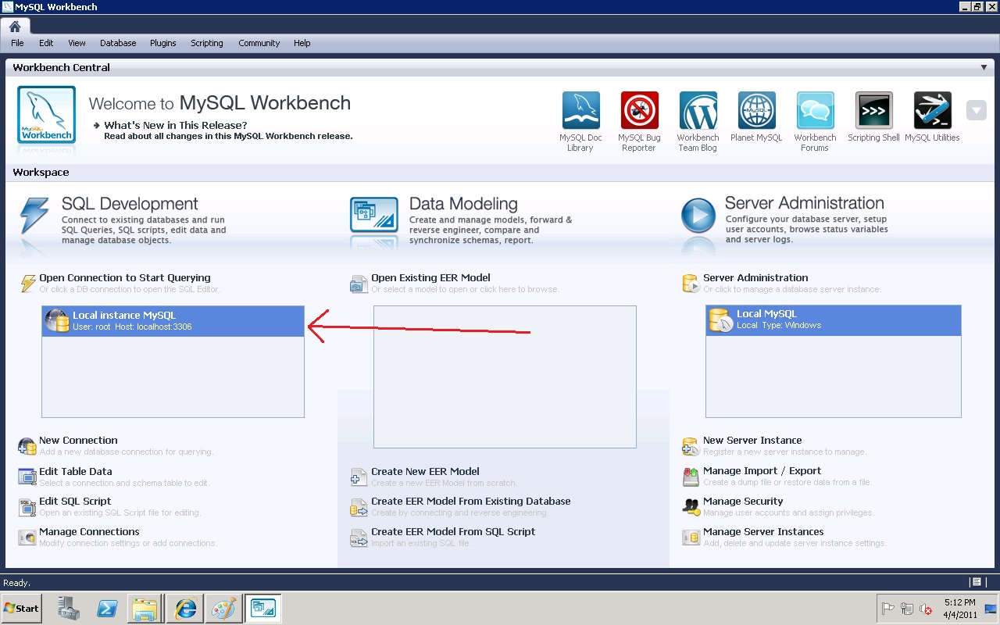 MySQL Workbench
File Edit View Database Plugins Scripting Community Help
Workbench Central
MySQL
Workbench
Welcome to MySQL Workbench
What's New in This Release?
Read about all changes in this MySQL Workbench release.
MySQL Doc
Library
MySQL Bug
Reporter
Workbench
Team Blog
MySQL
Planet MySQL
Workbench
Forums
>>>
Scripting Shell
MySQL Utilities
Workspace
SQL Development
Connect to existing databases and run
SQL Queries, SQL scripts, edit data and
manage database objects.
Open Connection to Start Querying
Or click a DB connection to open the SQL Editor.
Local instance MySQL
User: root Host: localhost:3306
New Connection
Add a new database connection for querying.
Edit Table Data
Select a connection and schema table to edit.
SQL
Edit SQL Script
Open an existing SQL Script file for editing.
Manage Connections
Modify connection settings or add connections.
Data Modeling
Create and manage models, forward &
reverse engineer, compare and
synchronize schemas, report.
Open Existing EER Model
Or select a model to open or click here to browse.
Create New EER Model
Create a new EER Model from scratch.
Create EER Model From Existing Database
Create by connecting and reverse engineering.
SQL
Create EER Model From SQL Script
Import an existing SQL file.
Server Administration
Configure your database server, setup
user accounts, browse status variables
and server logs.
Server Administration
Or click to manage a database server instance.
Local MySQL
Local Type: Windows
New Server Instance
Register a new server instance to manage.
Manage Import / Export
Create a dump file or restore data from a file.
Manage Security
Manage user accounts and assign privileges.
Manage Server Instances
Add, delete and update server instance settings.
Ready.
Start
5:12 PM
4/4/2011